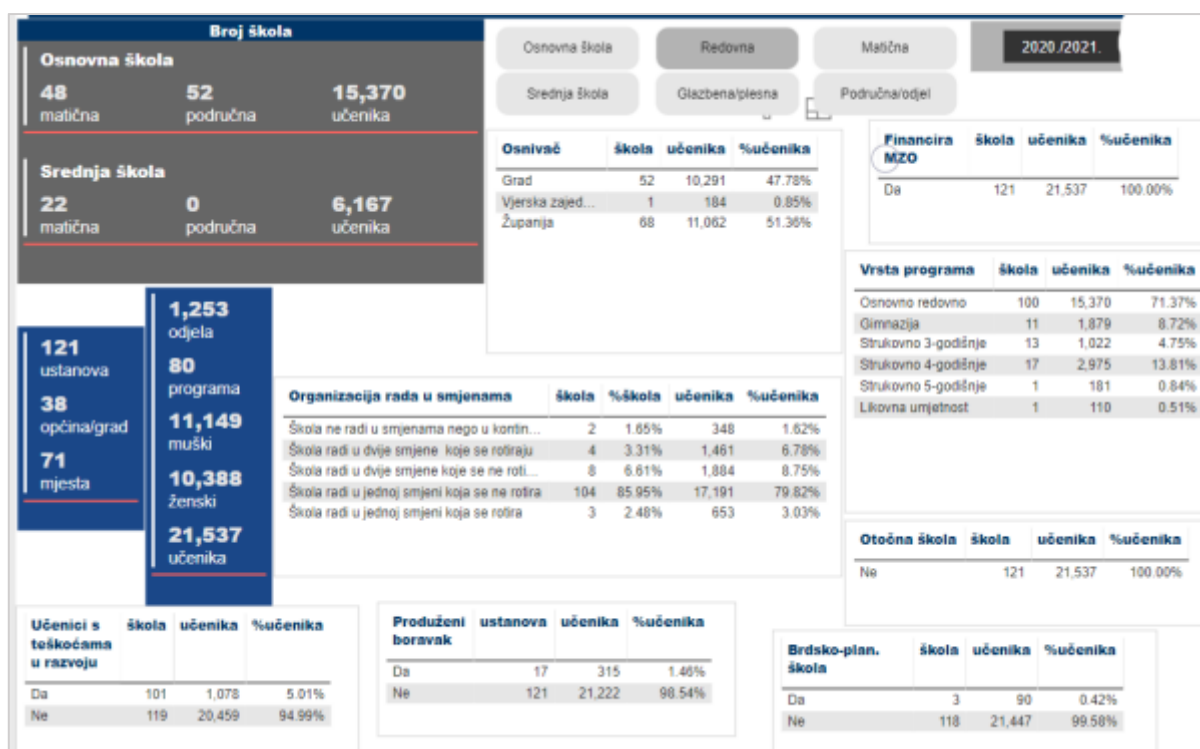 Broj škola
Osnovna škola
48 52 15,370
matična područna učenika
Srednja škola
22 0 6,167
matična područna učenika
Osnovna škola Redovna Matična
Srednja škola Glazbena/plesna Područna/odjel
2020./2021.
Osnivač škola učenika %učenika
Grad 52 10,291 47.78%
Vjerska zajed... 1 184 0.85%
Županija 68 11,062 51.36%
Financira škola učenika %učenika
MZO
Da 121 21,537 100.00%
Vrsta programa škola učenika %učenika
Osnovno redovno 100 15,370 71.37%
Gimnazija 11 1,879 8.72%
Strukovno 3-godišnje 13 1,022 4.75%
Strukovno 4-godišnje 17 2,975 13.81%
Strukovno 5-godišnje 1 181 0.84%
Likovna umjetnost 1 110 0.51%
121
ustanova
38
općina/grad
71
mjesta
1,253
odjela
80
programa
11,149
muški
10,388
ženski
21,537
učenika
Organizacija rada u smjenama škola %škola učenika %učenika
Škola ne radi u smjenama nego u kontin... 2 1.65% 348 1.62%
Škola radi u dvije smjene koje se rotiraju 4 3.31% 1,461 6.78%
Škola radi u dvije smjene koje se ne roti... 8 6.61% 1,884 8.75%
Škola radi u jednoj smjeni koja se ne rotira 104 85.95% 17,191 79.82%
Škola radi u jednoj smjeni koja se rotira 3 2.48% 653 3.03%
Otočna škola škola učenika %učenika
Ne 121 21,537 100.00%
Učenici s škola učenika %učenika
teškoćama
u razvoju
Da 101 1,078 5.01%
Ne 119 20,459 94.99%
Produženi ustanova učenika %učenika
boravak
Da 17 315 1.46%
Ne 121 21,222 98.54%
Brdsko-plan. škola učenika %učenika
škola
Da 3 90 0.42%
Ne 118 21,447 99.58%